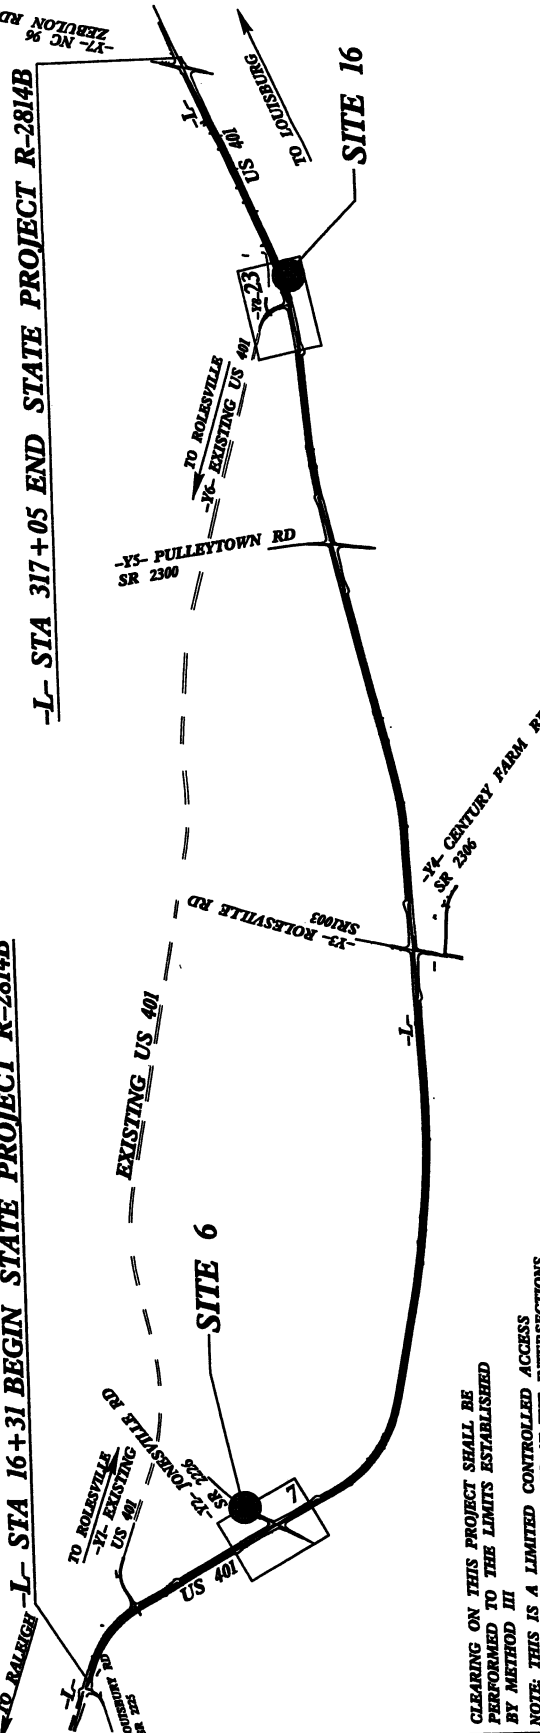 -Y7- NC 96
ZEBULON RD
-L- STA 317+05 END STATE PROJECT R-2814B
-L-
US 401
TO LOUISBURG
SITE 16
23
-Y8-
TO ROLESVILLE
-Y6- EXISTING US 401
-Y5- PULLEYTOWN RD
SR 2300
-Y4- CENTURY FARM
SR 2306
-Y3- ROLESVILLE RD
SR1003
-L-
EXISTING US 401
-L- STA 16+31 BEGIN STATE PROJECT R-2814B
SITE 6
-Y2- JONESVILLE RD
SR 2226
7
TO ROLESVILLE
-Y1- EXISTING
US 401
US 401
TO RALEIGH
-L-
CLEARING ON THIS PROJECT SHALL BE
PERFORMED TO THE LIMITS ESTABLISHED
BY METHOD III
NOTE: THIS IS A LIMITED CONTROLLED ACCESS